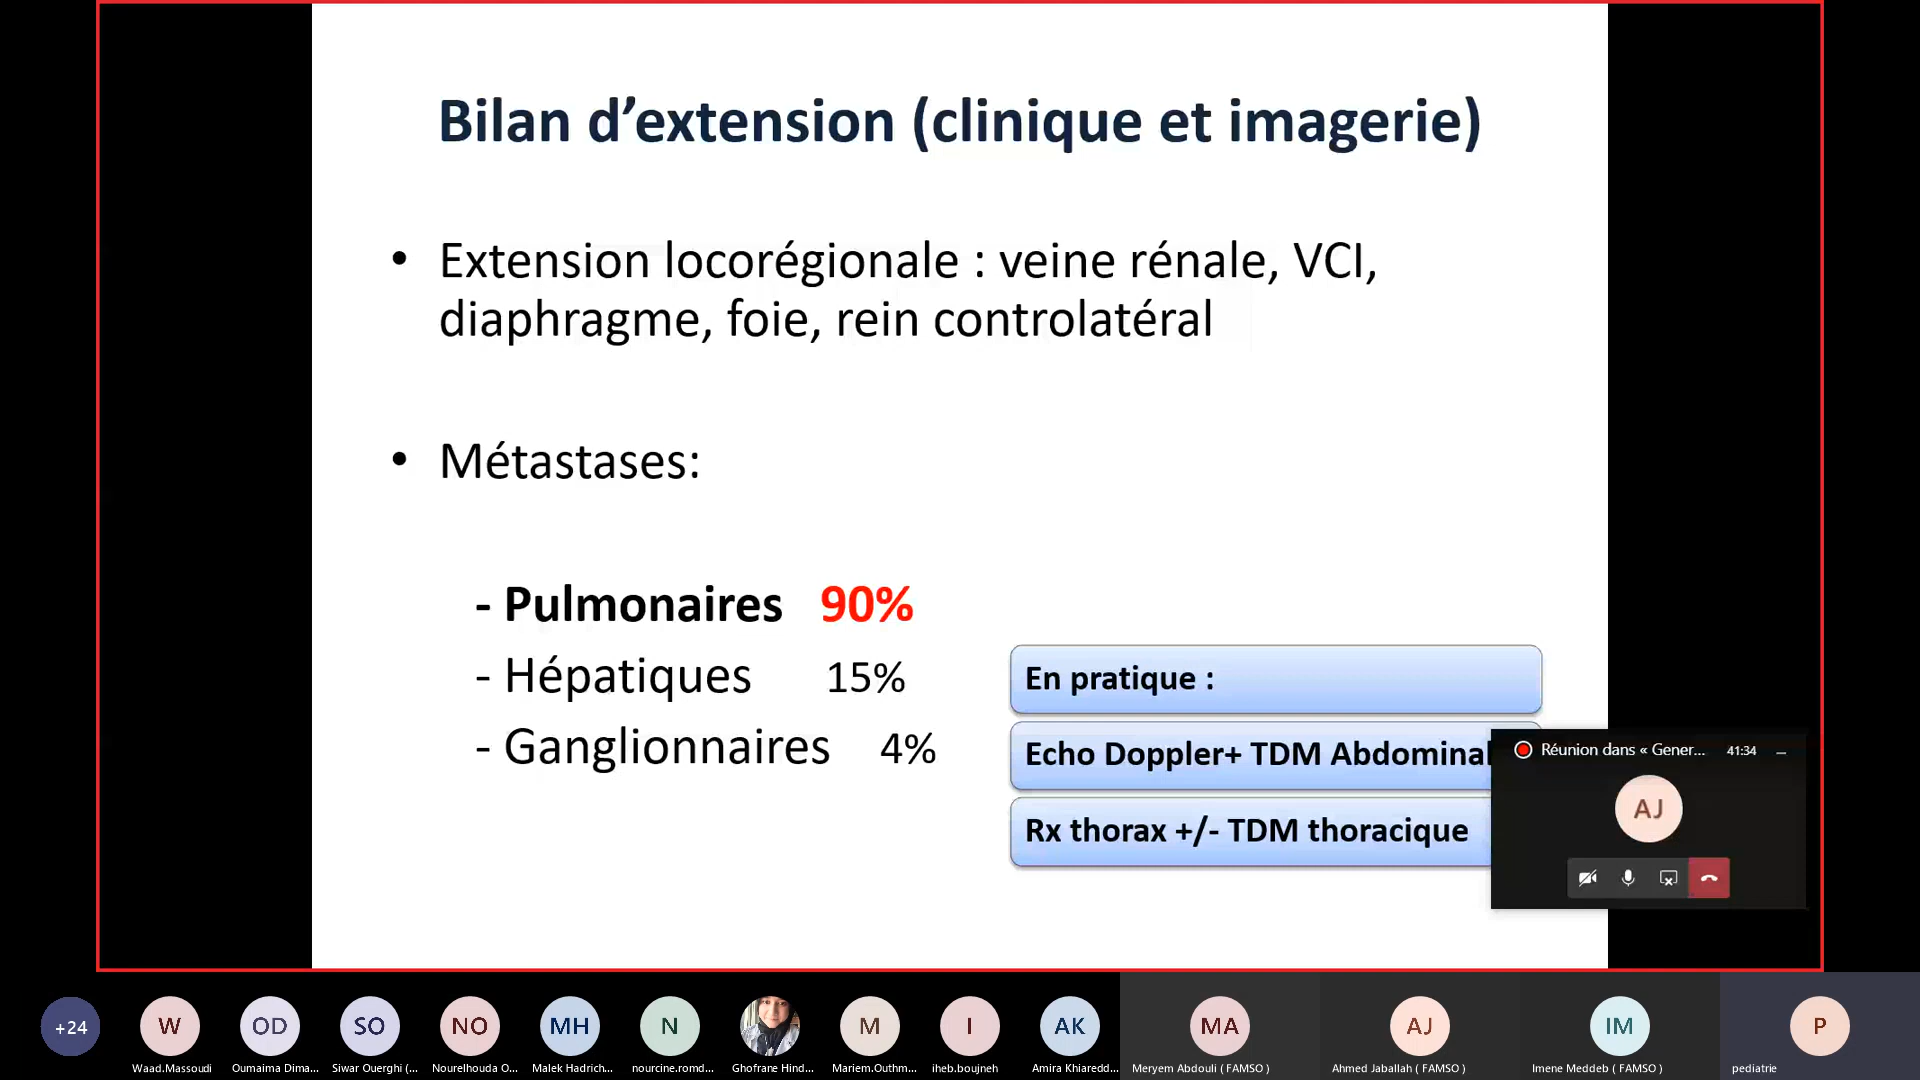 Bilan d’extension (clinique et imagerie)
• Extension locorégionale : veine rénale, VCI,
diaphragme, foie, rein controlatéral
• Métastases:
- Pulmonaires 90%
- Hépatiques 15%
- Ganglionnaires 4%
En pratique :
Echo Doppler+ TDM Abdominal
Rx thorax +/- TDM thoracique
Réunion dans « Gener... 41:34
AJ
+24
W
OD
SO
NO
MH
N
M
I
AK
MA
AJ
IM
P
Waad.Massoudi
Oumaima Dima...
Siwar Ouerghi (...
Nourelhouda O...
Malek Hadrich...
nourcine.romd...
Ghofrane Hind...
Mariem.Outhm...
iheb.boujneh
Amira Khiaredd...
Meryem Abdouli ( FAMSO )
Ahmed Jaballah ( FAMSO )
Imene Meddeb ( FAMSO )
pediatrie